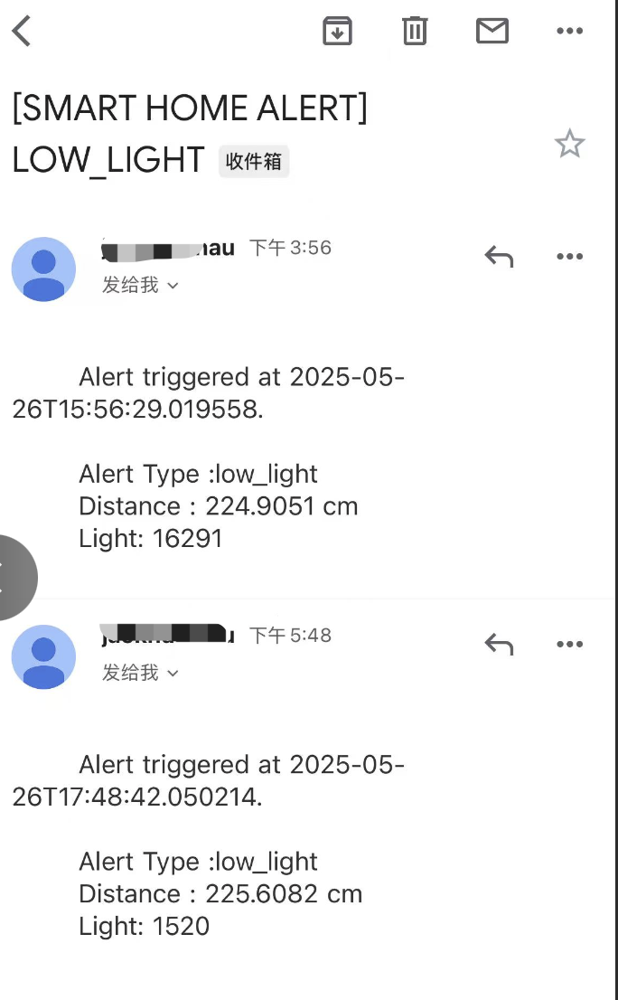 [SMART HOME ALERT]
LOW_LIGHT 收件箱
下午 3:56
发给我
Alert triggered at 2025-05-
26T15:56:29.019558.
Alert Type :low_light
Distance : 224.9051 cm
Light: 16291
下午 5:48
发给我
Alert triggered at 2025-05-
26T17:48:42.050214.
Alert Type :low_light
Distance : 225.6082 cm
Light: 1520